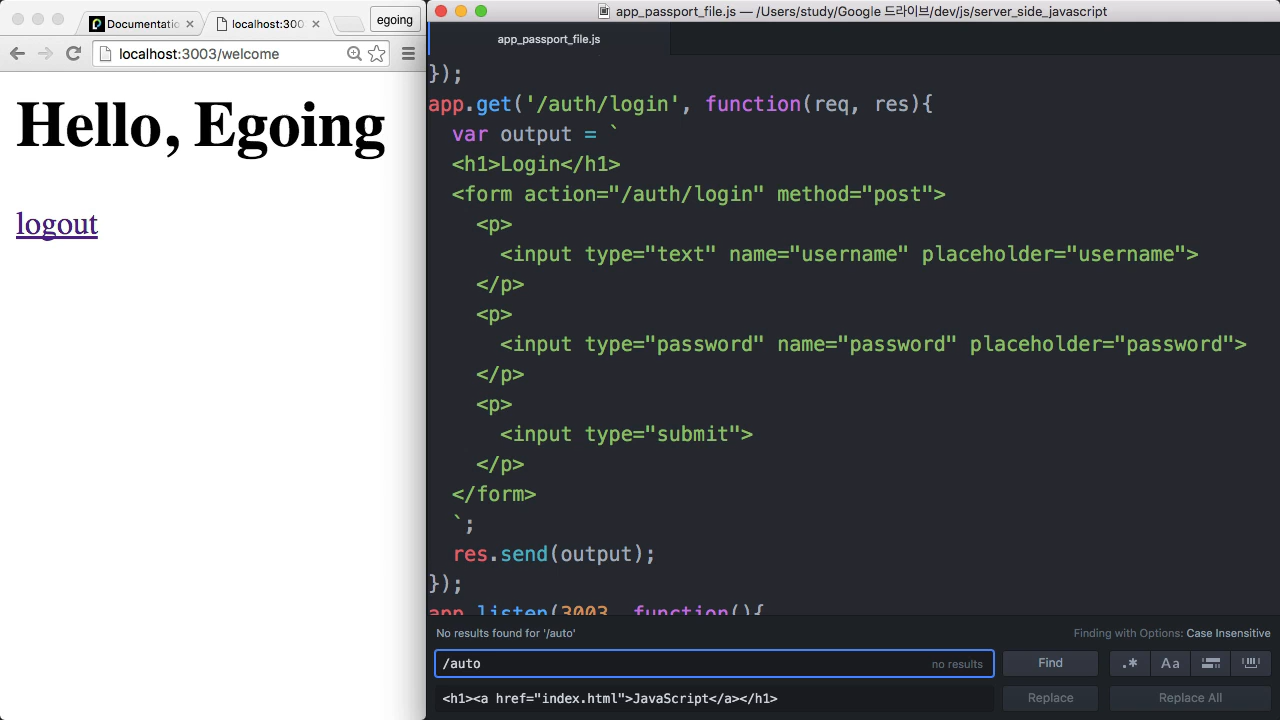 Documentatio
localhost:300
egoing
localhost:3003/welcome
Hello, Egoing
logout
app_passport_file.js — /Users/study/Google 드라이브/dev/js/server_side_javascript
app_passport_file.js
});
app.get('/auth/login', function(req, res){
var output = `
<h1>Login</h1>
<form action="/auth/login" method="post">
<p>
<input type="text" name="username" placeholder="username">
</p>
<p>
<input type="password" name="password" placeholder="password">
</p>
<p>
<input type="submit">
</p>
</form>
`;
res.send(output);
});
app.listen(3003, function(){
No results found for '/auto'
Finding with Options: Case Insensitive
/auto
no results
Find
.*
Aa
<h1><a href="index.html">JavaScript</a></h1>
Replace
Replace All